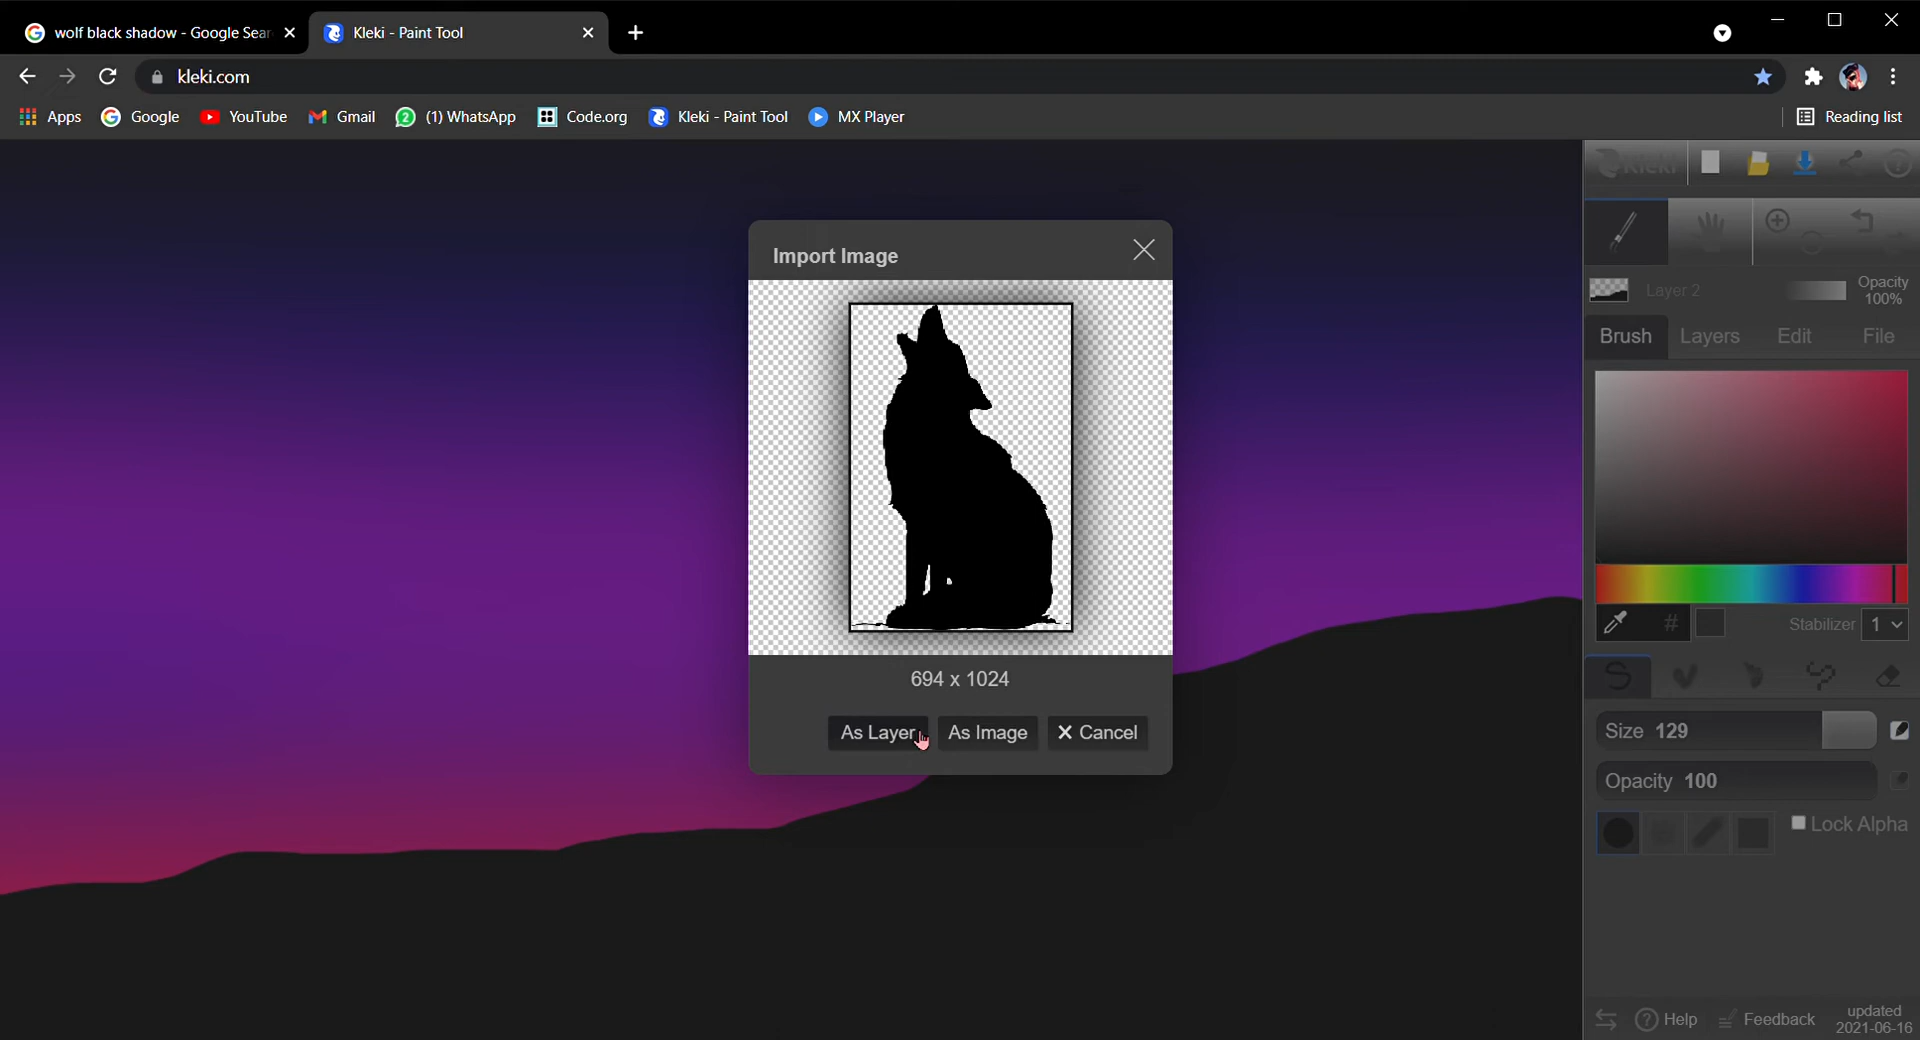 wolf black shadow - Google Sear
Kleki - Paint Tool
kleki.com
Apps Google YouTube Gmail (1) WhatsApp Code.org Kleki - Paint Tool MX Player Reading list
Kleki
Import Image
Layer 2 Opacity 100%
Brush Layers Edit File
# Stabilizer 1
694 x 1024
As Layer As Image Cancel
Size 129
Opacity 100
Lock Alpha
Help Feedback updated
2021-06-16